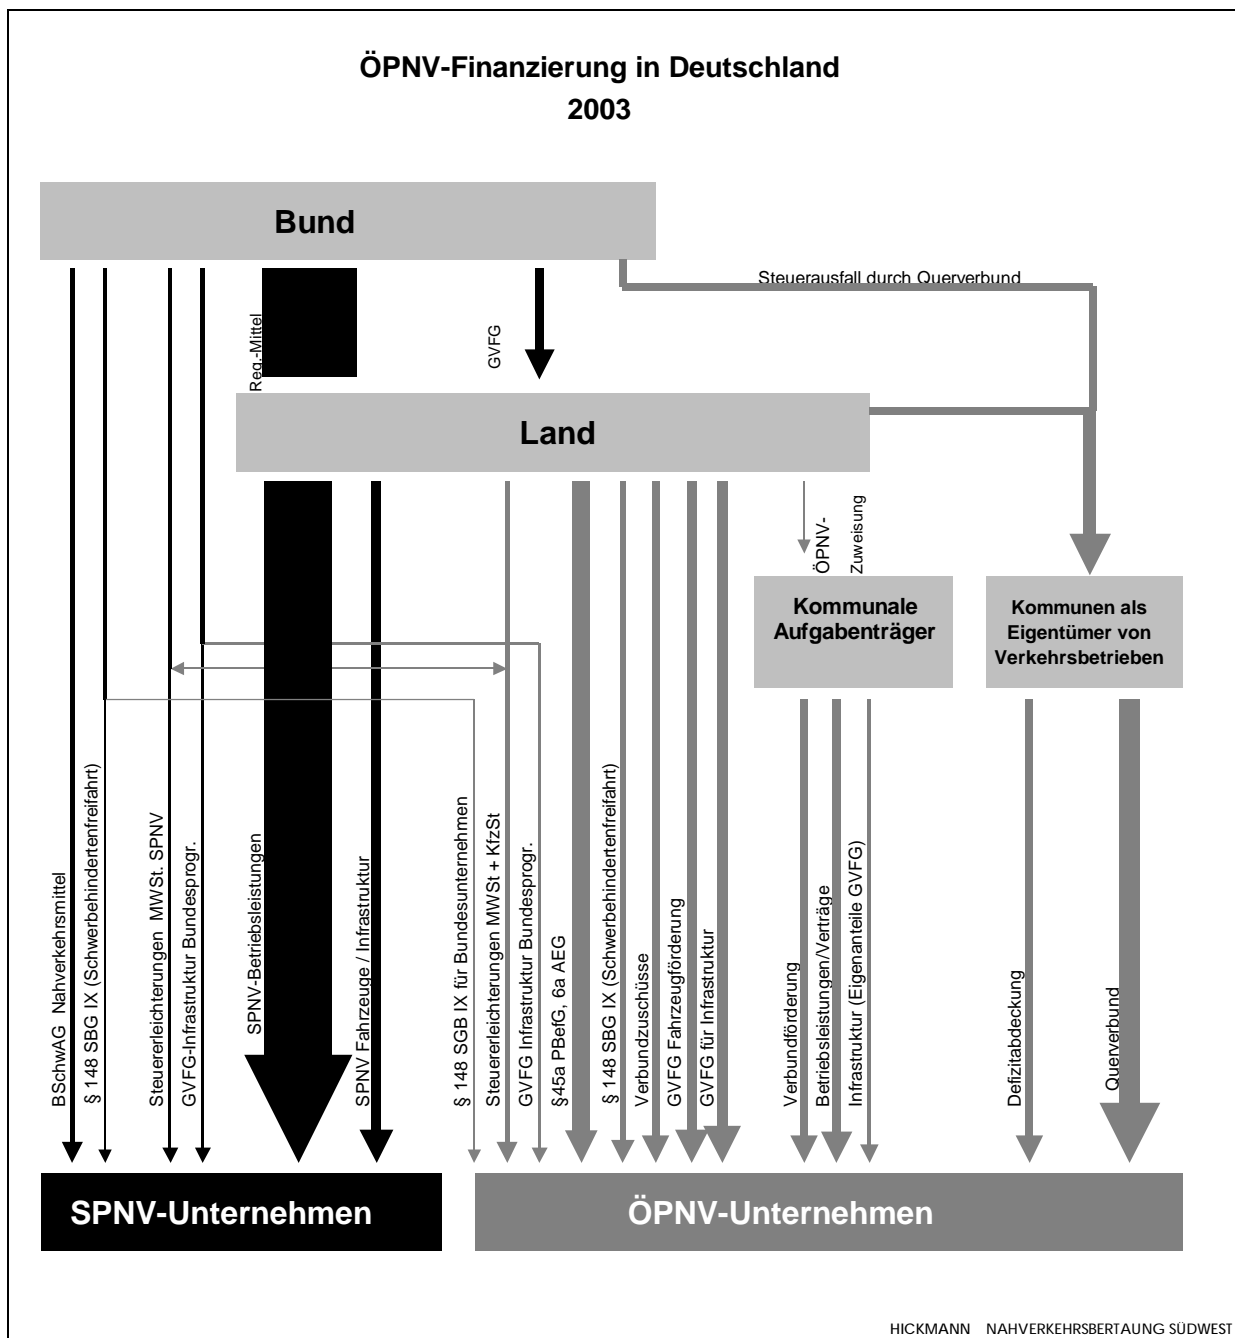 ÖPNV-Finanzierung in Deutschland
2003
Bund
Steuerausfall durch Querverbund
Reg.-Mittel
GVFG
Land
ÖPNV-
Zuweisung
Kommunale
Aufgabenträger
Kommunen als
Eigentümer von
Verkehrsbetrieben
BSchwAG Nahverkehrsmittel
§ 148 SBG IX (Schwerbehindertenfreifahrt)
Steuererleichterungen MWSt. SPNV
GVFG-Infrastruktur Bundesprogr.
SPNV-Betriebsleistungen
SPNV Fahrzeuge / Infrastruktur
§ 148 SGB IX für Bundesunternehmen
Steuererleichterungen MWSt + KfzSt
GVFG Infrastruktur Bundesprogr.
§45a PBefG, 6a AEG
§ 148 SBG IX (Schwerbehindertenfreifahrt)
Verbundzuschüsse
GVFG Fahrzeugförderung
GVFG für Infrastruktur
Verbundförderung
Betriebsleistungen/Verträge
Infrastruktur (Eigenanteile GVFG)
Defizitabdeckung
Querverbund
SPNV-Unternehmen
ÖPNV-Unternehmen
HICKMANN NAHVERKEHRSBERTAUNG SÜDWEST